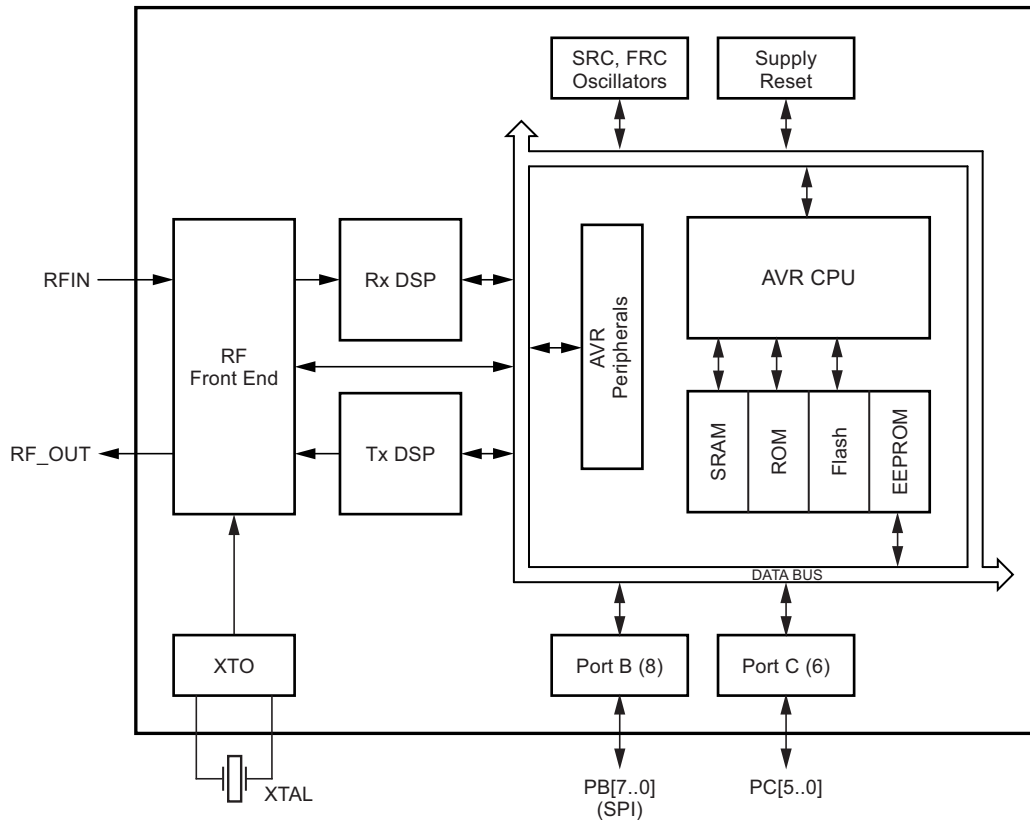 SRC, FRC
Oscillators
Supply
Reset
RFIN
RF
Front End
Rx DSP
AVR CPU
AVR
Peripherals
RF_OUT
Tx DSP
SRAM
ROM
Flash
EEPROM
DATA BUS
XTO
Port B (8)
Port C (6)
XTAL
PB[7..0]
(SPI)
PC[5..0]